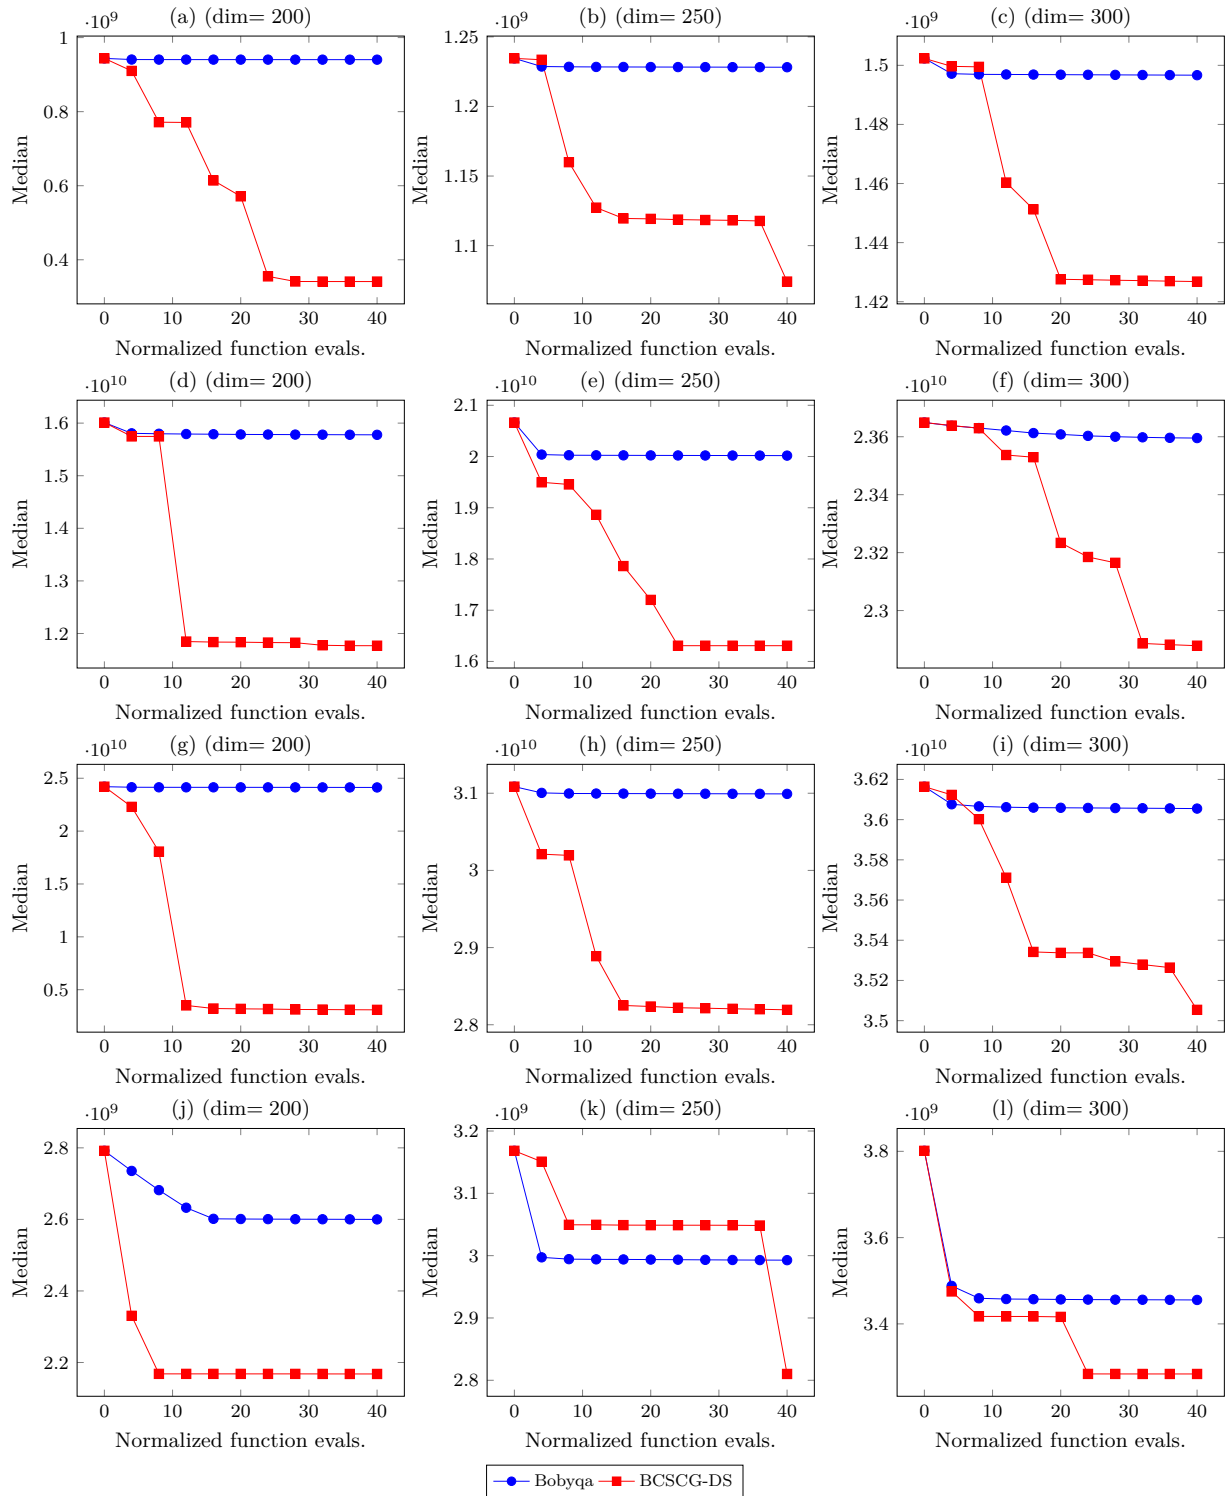 ·10⁹ (a) (dim= 200)
1
0.8
0.6
0.4
Median
0 10 20 30 40
Normalized function evals.
·10⁹ (b) (dim= 250)
1.25
1.2
1.15
1.1
Median
0 10 20 30 40
Normalized function evals.
·10⁹ (c) (dim= 300)
1.5
1.48
1.46
1.44
1.42
Median
0 10 20 30 40
Normalized function evals.
·10¹⁰ (d) (dim= 200)
1.6
1.5
1.4
1.3
1.2
Median
0 10 20 30 40
Normalized function evals.
·10¹⁰ (e) (dim= 250)
2.1
2
1.9
1.8
1.7
1.6
Median
0 10 20 30 40
Normalized function evals.
·10¹⁰ (f) (dim= 300)
2.36
2.34
2.32
2.3
Median
0 10 20 30 40
Normalized function evals.
·10¹⁰ (g) (dim= 200)
2.5
2
1.5
1
0.5
Median
0 10 20 30 40
Normalized function evals.
·10¹⁰ (h) (dim= 250)
3.1
3
2.9
2.8
Median
0 10 20 30 40
Normalized function evals.
·10¹⁰ (i) (dim= 300)
3.62
3.6
3.58
3.56
3.54
3.52
3.5
Median
0 10 20 30 40
Normalized function evals.
·10⁹ (j) (dim= 200)
2.8
2.6
2.4
2.2
Median
0 10 20 30 40
Normalized function evals.
·10⁹ (k) (dim= 250)
3.2
3.1
3
2.9
2.8
Median
0 10 20 30 40
Normalized function evals.
·10⁹ (l) (dim= 300)
3.8
3.6
3.4
Median
0 10 20 30 40
Normalized function evals.
Bobyqa BCSCG-DS